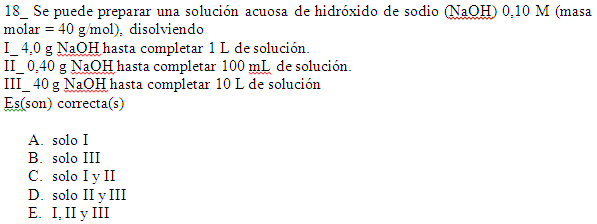 18_ Se puede preparar una solución acuosa de hidróxido de sodio (NaOH) 0,10 M (masa
molar = 40 g/mol), disolviendo
I_ 4,0 g NaOH hasta completar 1 L de solución.
II_ 0,40 g NaOH hasta completar 100 mL de solución.
III_ 40 g NaOH hasta completar 10 L de solución
Es(son) correcta(s)
A. solo I
B. solo III
C. solo I y II
D. solo II y III
E. I, II y III